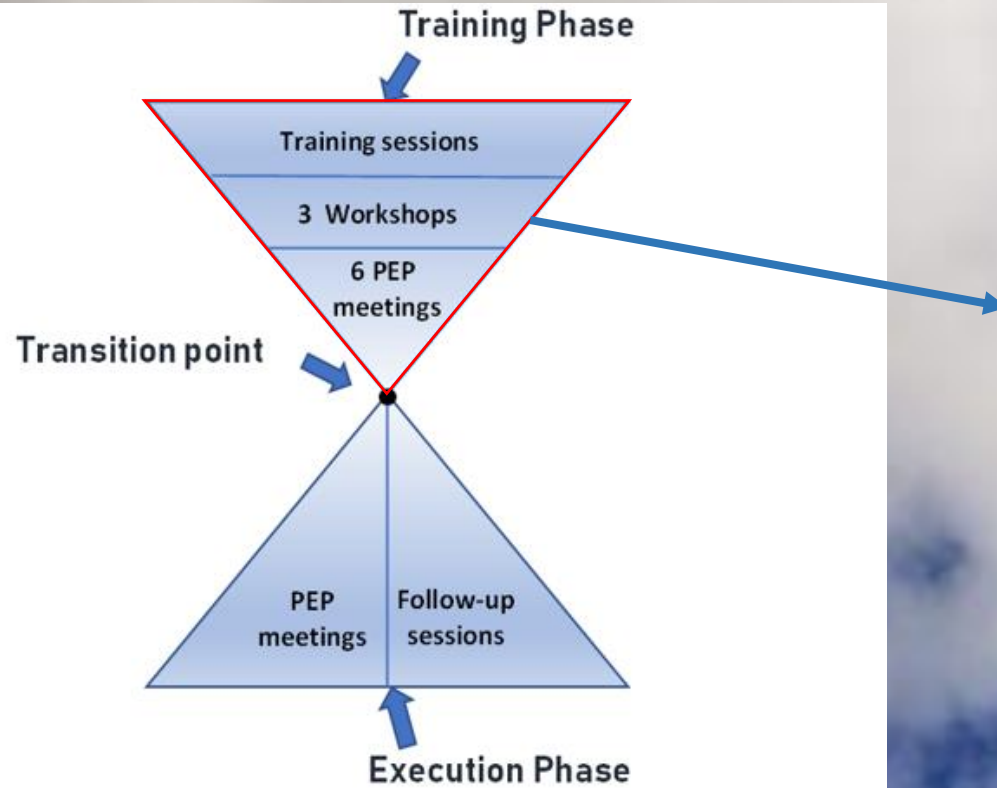 Training Phase
Training sessions
3 Workshops
6 PEP
meetings
Transition point
PEP
meetings
Follow-up
sessions
Execution Phase